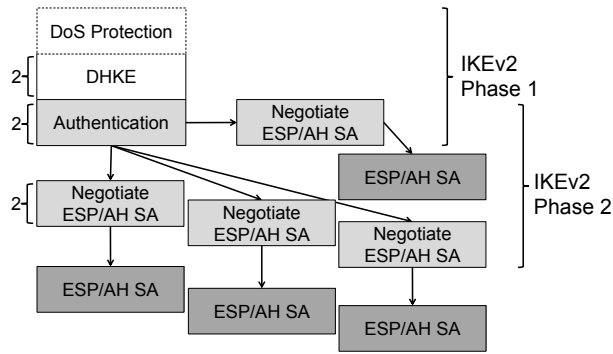 DoS Protection
2
DHKE
IKEv2
Phase 1
2
Authentication
Negotiate
ESP/AH SA
ESP/AH SA
2
Negotiate
ESP/AH SA
Negotiate
ESP/AH SA
Negotiate
ESP/AH SA
IKEv2
Phase 2
ESP/AH SA
ESP/AH SA
ESP/AH SA